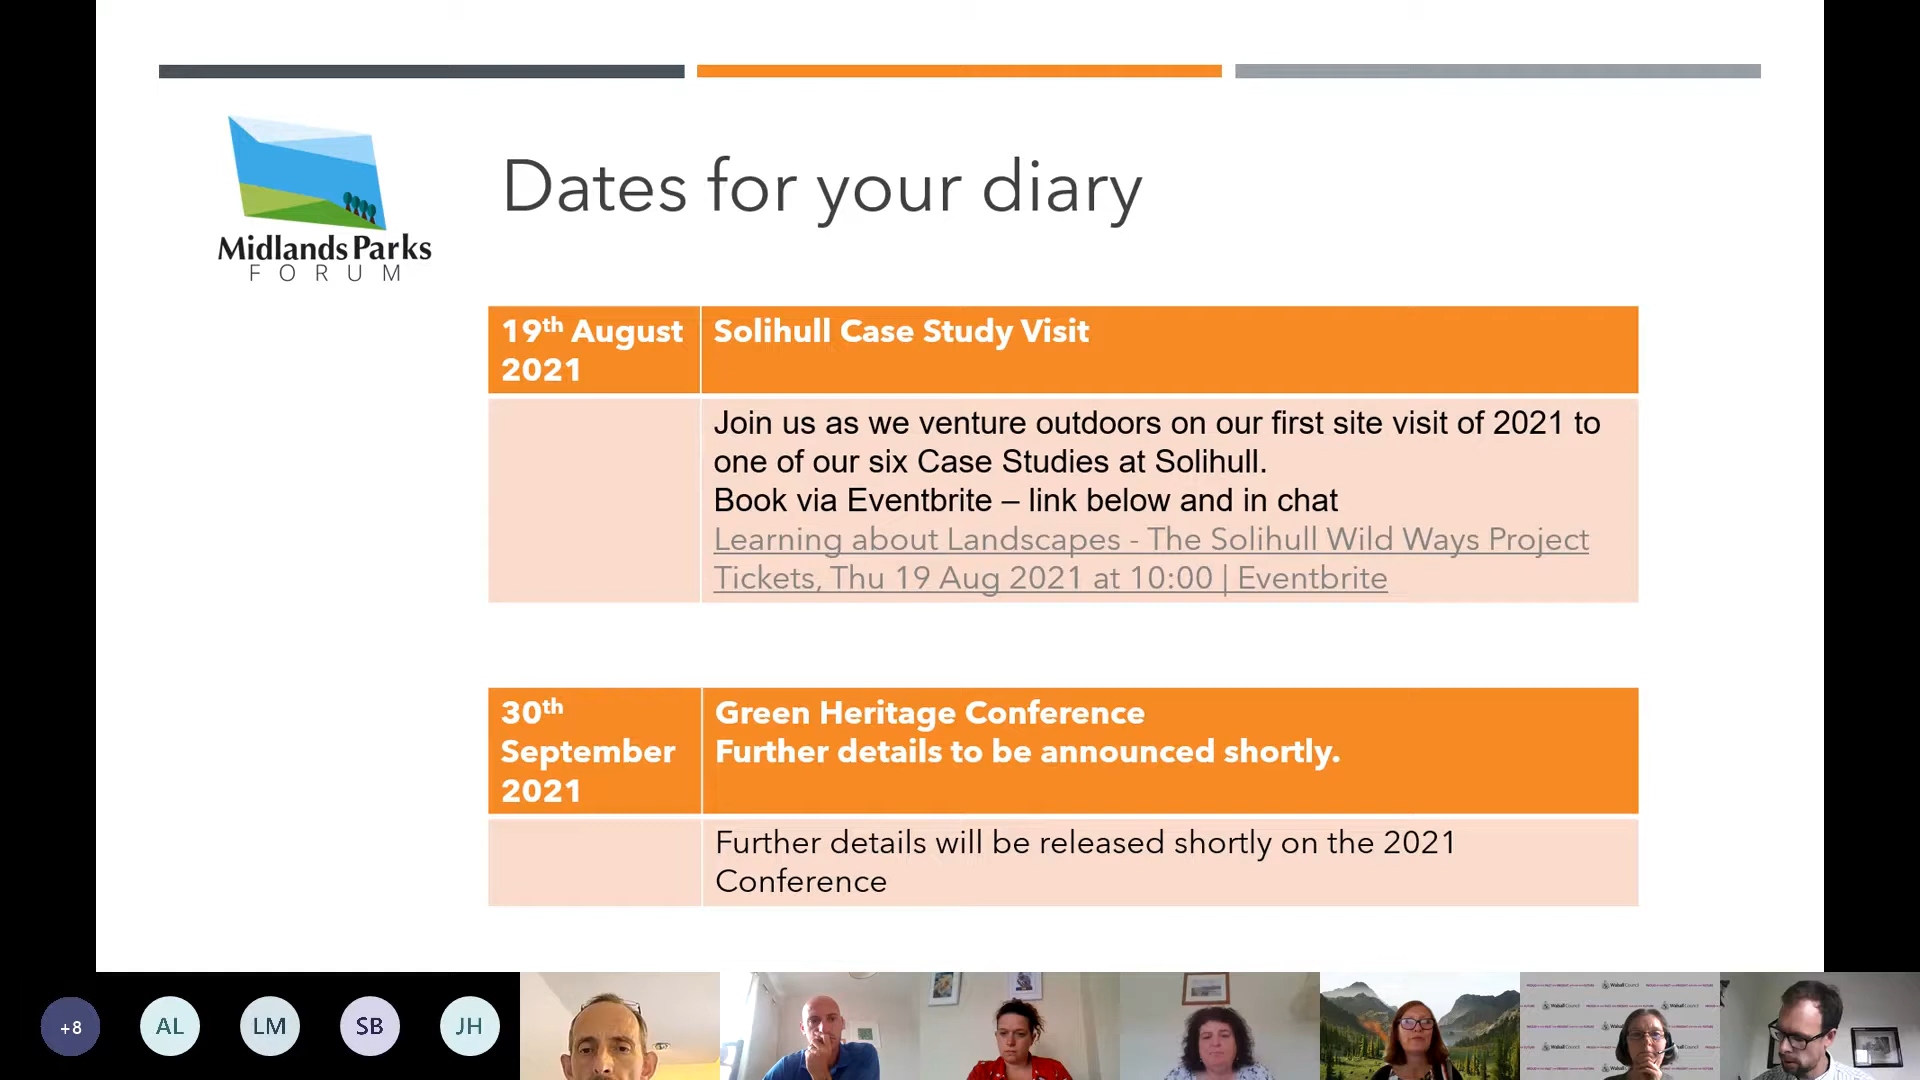 Midlands Parks
FORUM
Dates for your diary
19th August
2021
Solihull Case Study Visit
Join us as we venture outdoors on our first site visit of 2021 to
one of our six Case Studies at Solihull.
Book via Eventbrite – link below and in chat
Learning about Landscapes - The Solihull Wild Ways Project
Tickets, Thu 19 Aug 2021 at 10:00 | Eventbrite
30th
September
2021
Green Heritage Conference
Further details to be announced shortly.
Further details will be released shortly on the 2021
Conference
+8
AL
LM
SB
JH
Walsall Council